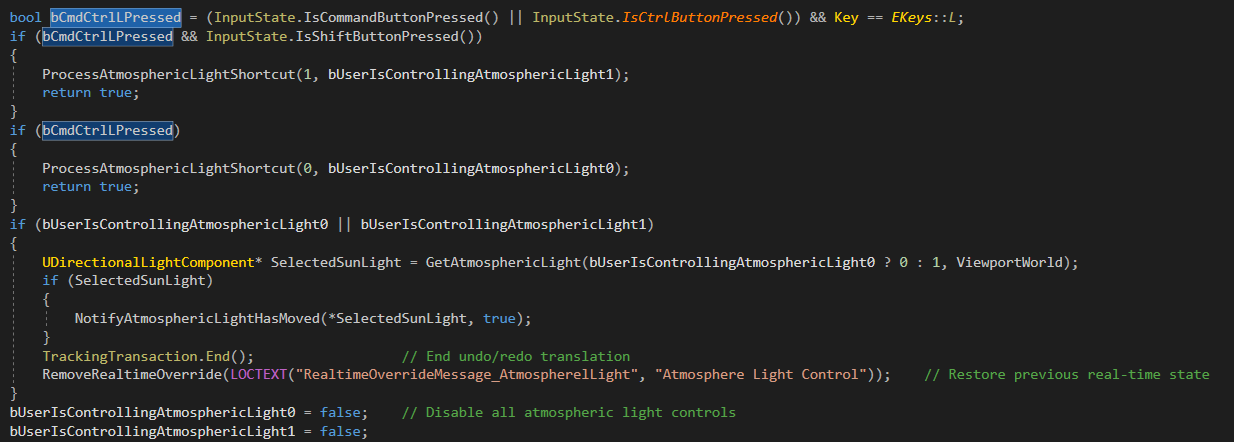 bool bCmdCtrlLPressed = (InputState.IsCommandButtonPressed() || InputState.IsCtrlButtonPressed()) && Key == EKeys::L;
if (bCmdCtrlLPressed && InputState.IsShiftButtonPressed())
{
ProcessAtmosphericLightShortcut(1, bUserIsControllingAtmosphericLight1);
return true;
}
if (bCmdCtrlLPressed)
{
ProcessAtmosphericLightShortcut(0, bUserIsControllingAtmosphericLight0);
return true;
}
if (bUserIsControllingAtmosphericLight0 || bUserIsControllingAtmosphericLight1)
{
UDirectionalLightComponent* SelectedSunLight = GetAtmosphericLight(bUserIsControllingAtmosphericLight0 ? 0 : 1, ViewportWorld);
if (SelectedSunLight)
{
NotifyAtmosphericLightHasMoved(*SelectedSunLight, true);
}
TrackingTransaction.End(); // End undo/redo translation
RemoveRealtimeOverride(LOCTEXT("RealtimeOverrideMessage_AtmospherelLight", "Atmosphere Light Control")); // Restore previous real-time state
}
bUserIsControllingAtmosphericLight0 = false; // Disable all atmospheric light controls
bUserIsControllingAtmosphericLight1 = false;